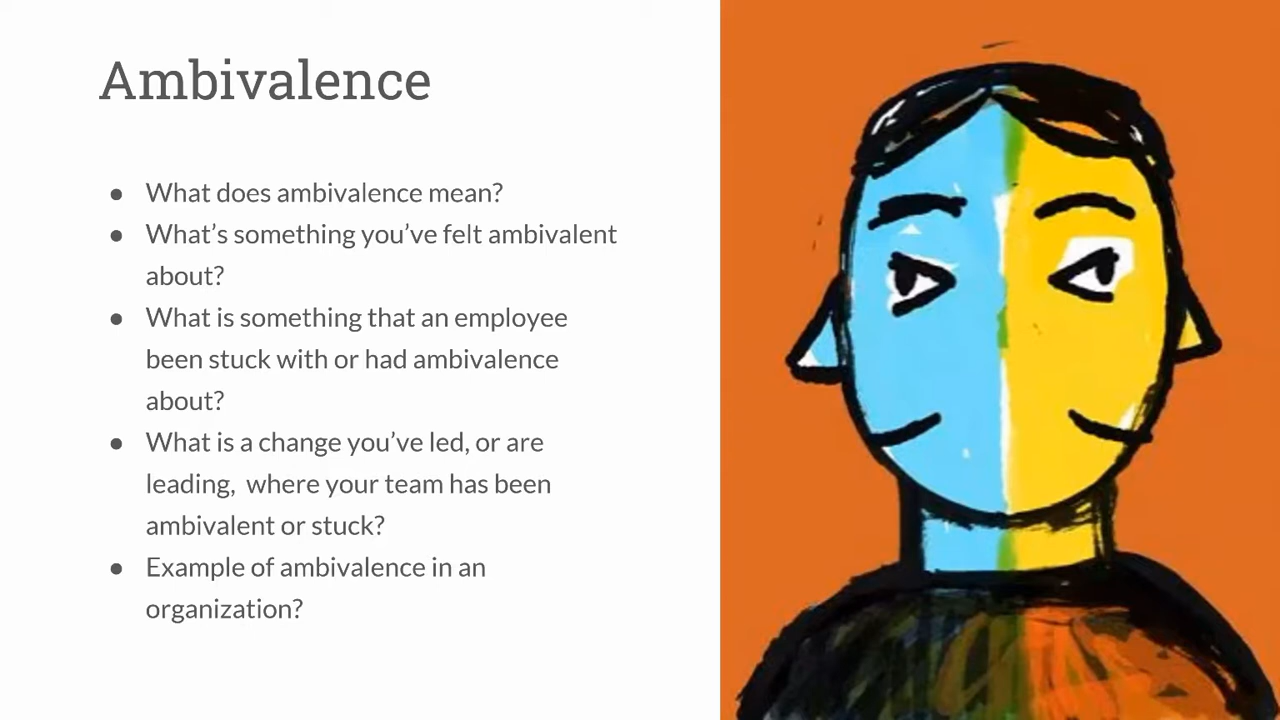 Ambivalence
● What does ambivalence mean?
● What’s something you’ve felt ambivalent
about?
● What is something that an employee
been stuck with or had ambivalence
about?
● What is a change you’ve led, or are
leading,  where your team has been
ambivalent or stuck?
● Example of ambivalence in an
organization?